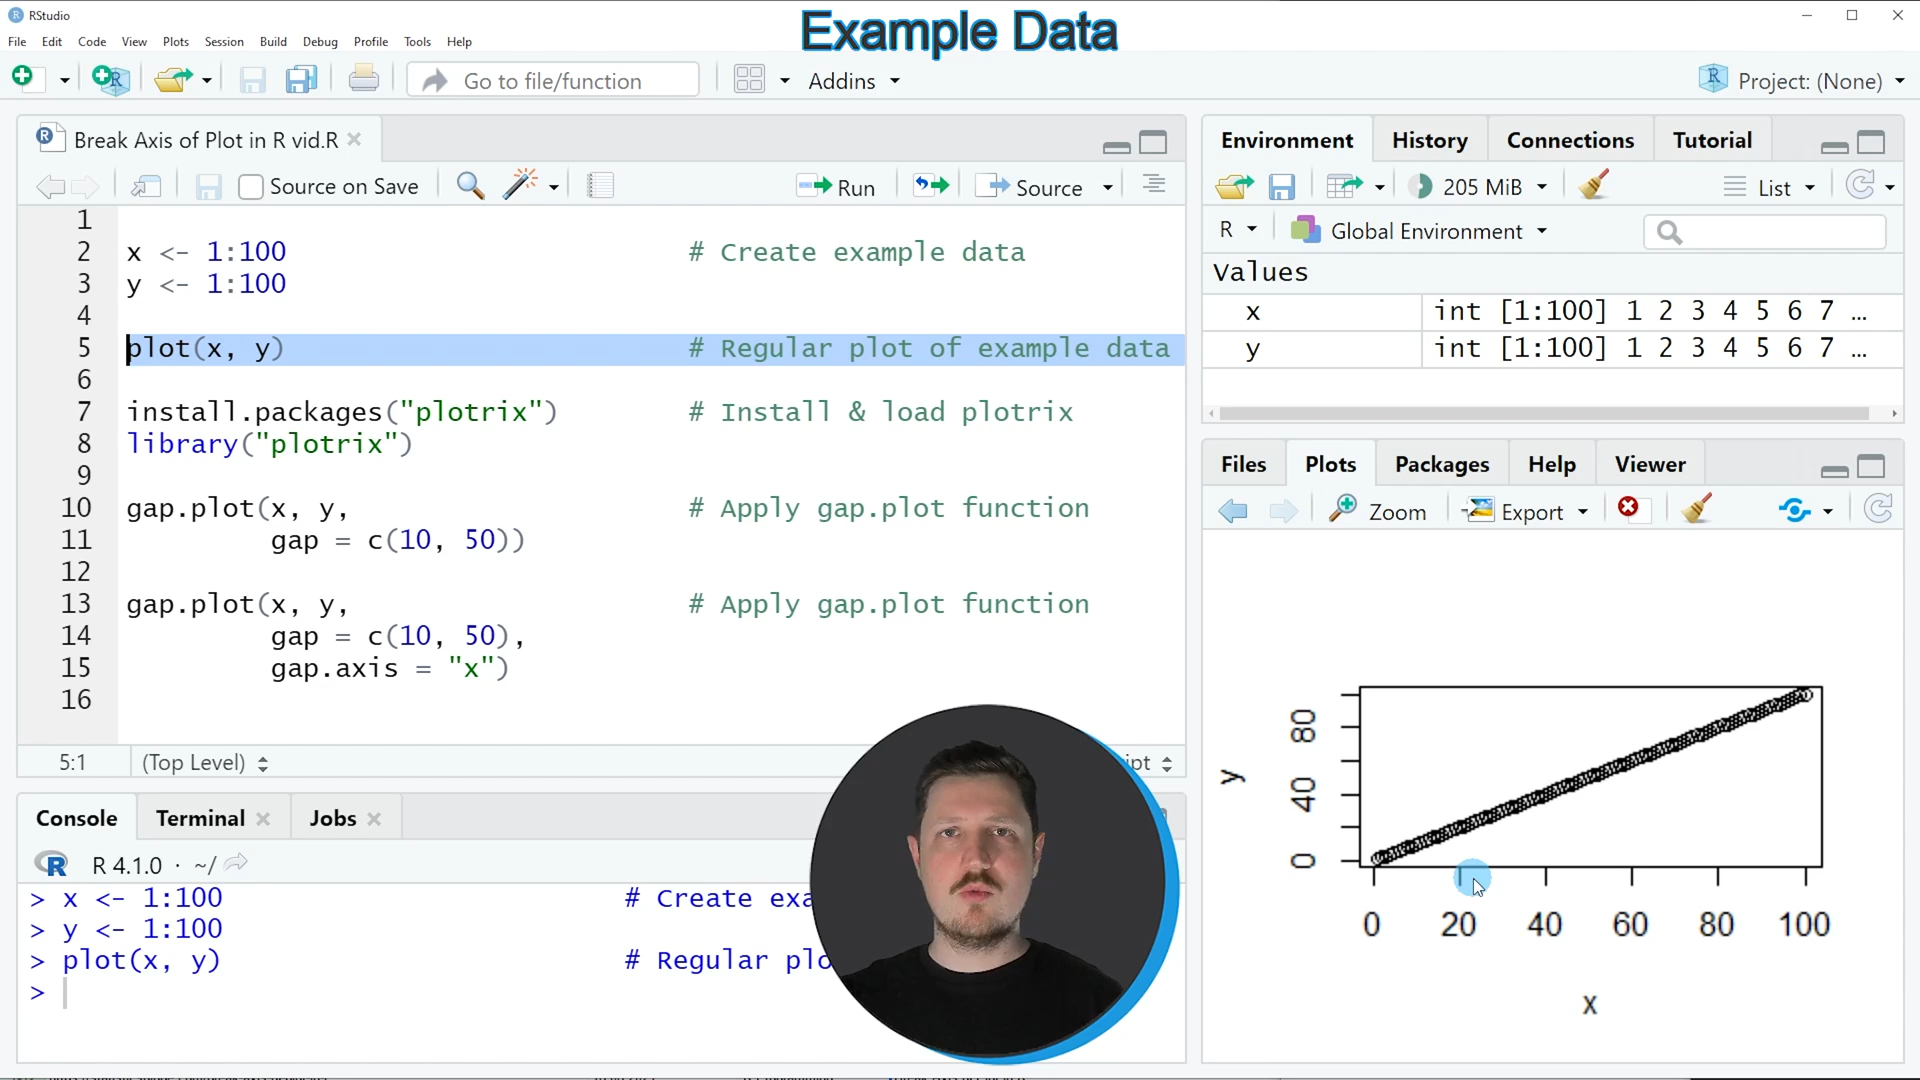 RStudio
Example Data
File Edit Code View Plots Session Build Debug Profile Tools Help
Go to file/function Addins Project: (None)
Break Axis of Plot in R vid.R
Source on Save Run Source
1
2 x <- 1:100 # Create example data
3 y <- 1:100
4
5 plot(x, y) # Regular plot of example data
6
7 install.packages("plotrix") # Install & load plotrix
8 library("plotrix")
9
10 gap.plot(x, y, # Apply gap.plot function
11 gap = c(10, 50))
12
13 gap.plot(x, y, # Apply gap.plot function
14 gap = c(10, 50),
15 gap.axis = "x")
16
5:1 (Top Level) ipt
Console Terminal Jobs
R 4.1.0 · ~/
> x <- 1:100 # Create exa
> y <- 1:100
> plot(x, y) # Regular plo
>
Environment History Connections Tutorial
205 MiB List
R Global Environment
Values
x int [1:100] 1 2 3 4 5 6 7 ...
y int [1:100] 1 2 3 4 5 6 7 ...
Files Plots Packages Help Viewer
Zoom Export
80
40
0
y
0 20 40 60 80 100
x